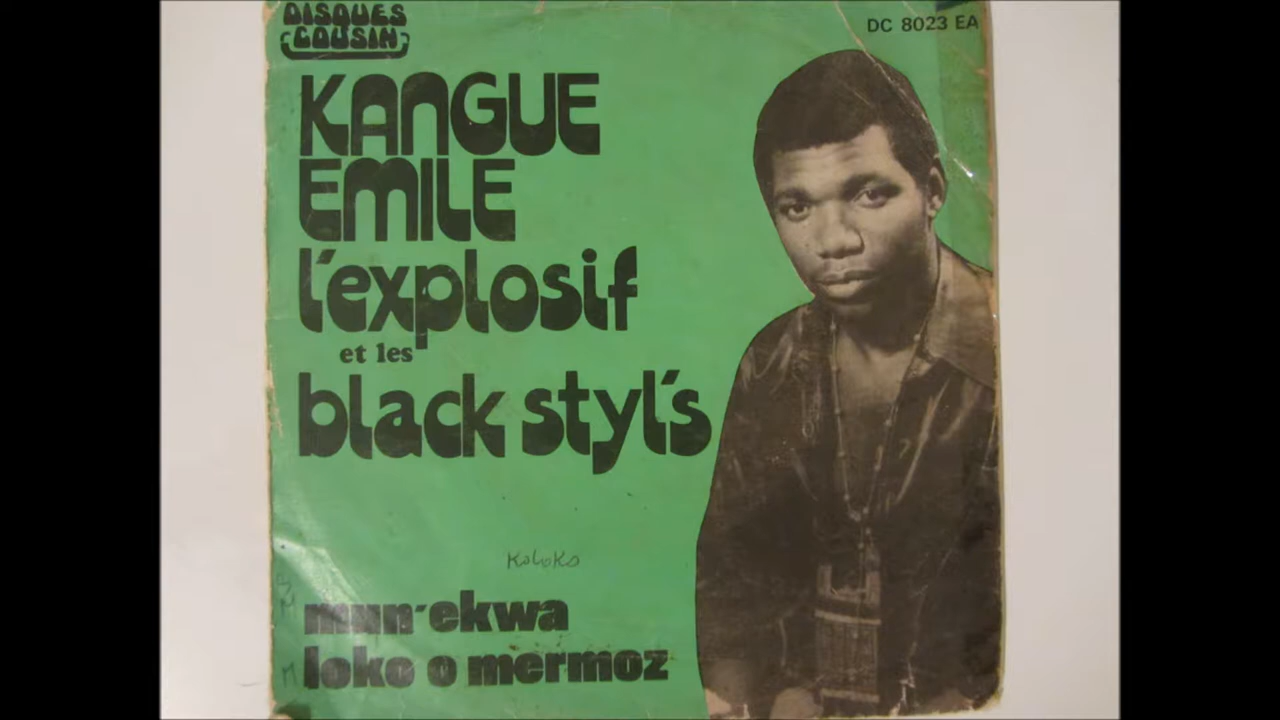 DISQUES
COUSIN
DC 8023 EA
KANGUE
EMILE
l'explosif
et les
black styl's
KoLoKo
mun'ekwa
loko o mermoz